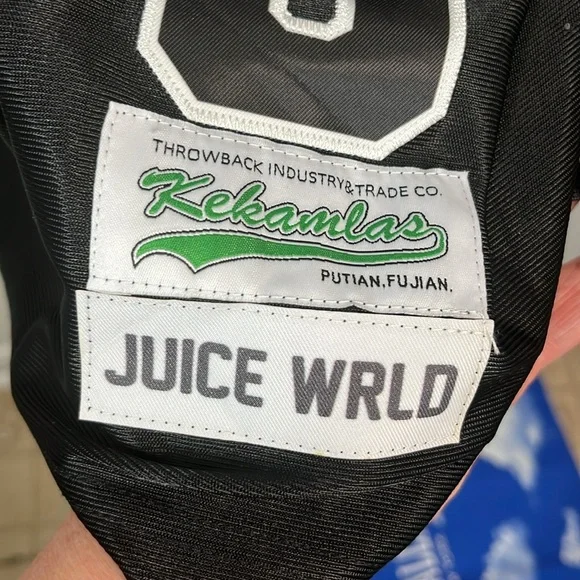 THROWBACK INDUSTRY&TRADE CO.
Kekamlas
PUTIAN.FUJIAN.
JUICE WRLD